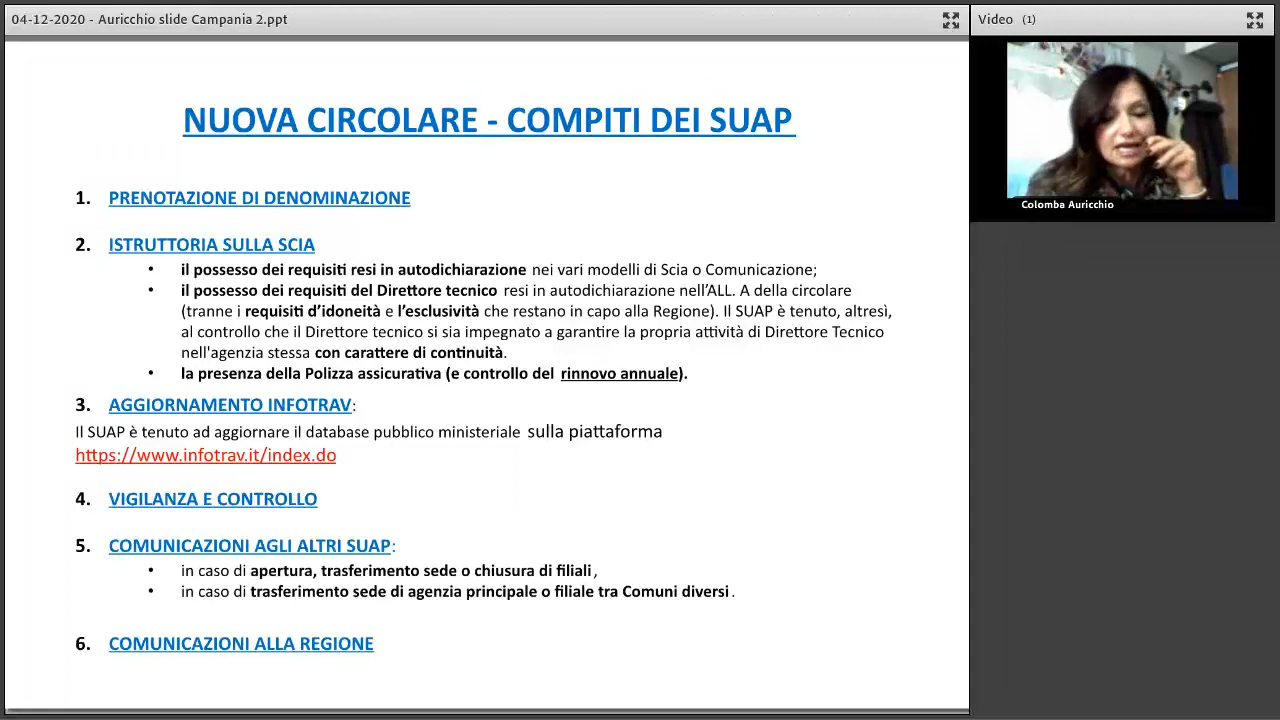 04-12-2020 - Auricchio slide Campania 2.ppt
Video (1)
Colomba Auricchio
NUOVA CIRCOLARE - COMPITI DEI SUAP
1. PRENOTAZIONE DI DENOMINAZIONE
2. ISTRUTTORIA SULLA SCIA
• il possesso dei requisiti resi in autodichiarazione nei vari modelli di Scia o Comunicazione;
• il possesso dei requisiti del Direttore tecnico resi in autodichiarazione nell’ALL. A della circolare
(tranne i requisiti d’idoneità e l’esclusività che restano in capo alla Regione). Il SUAP è tenuto, altresì,
al controllo che il Direttore tecnico si sia impegnato a garantire la propria attività di Direttore Tecnico
nell'agenzia stessa con carattere di continuità.
• la presenza della Polizza assicurativa (e controllo del rinnovo annuale).
3. AGGIORNAMENTO INFOTRAV:
Il SUAP è tenuto ad aggiornare il database pubblico ministeriale sulla piattaforma
https://www.infotrav.it/index.do
4. VIGILANZA E CONTROLLO
5. COMUNICAZIONI AGLI ALTRI SUAP:
• in caso di apertura, trasferimento sede o chiusura di filiali,
• in caso di trasferimento sede di agenzia principale o filiale tra Comuni diversi.
6. COMUNICAZIONI ALLA REGIONE